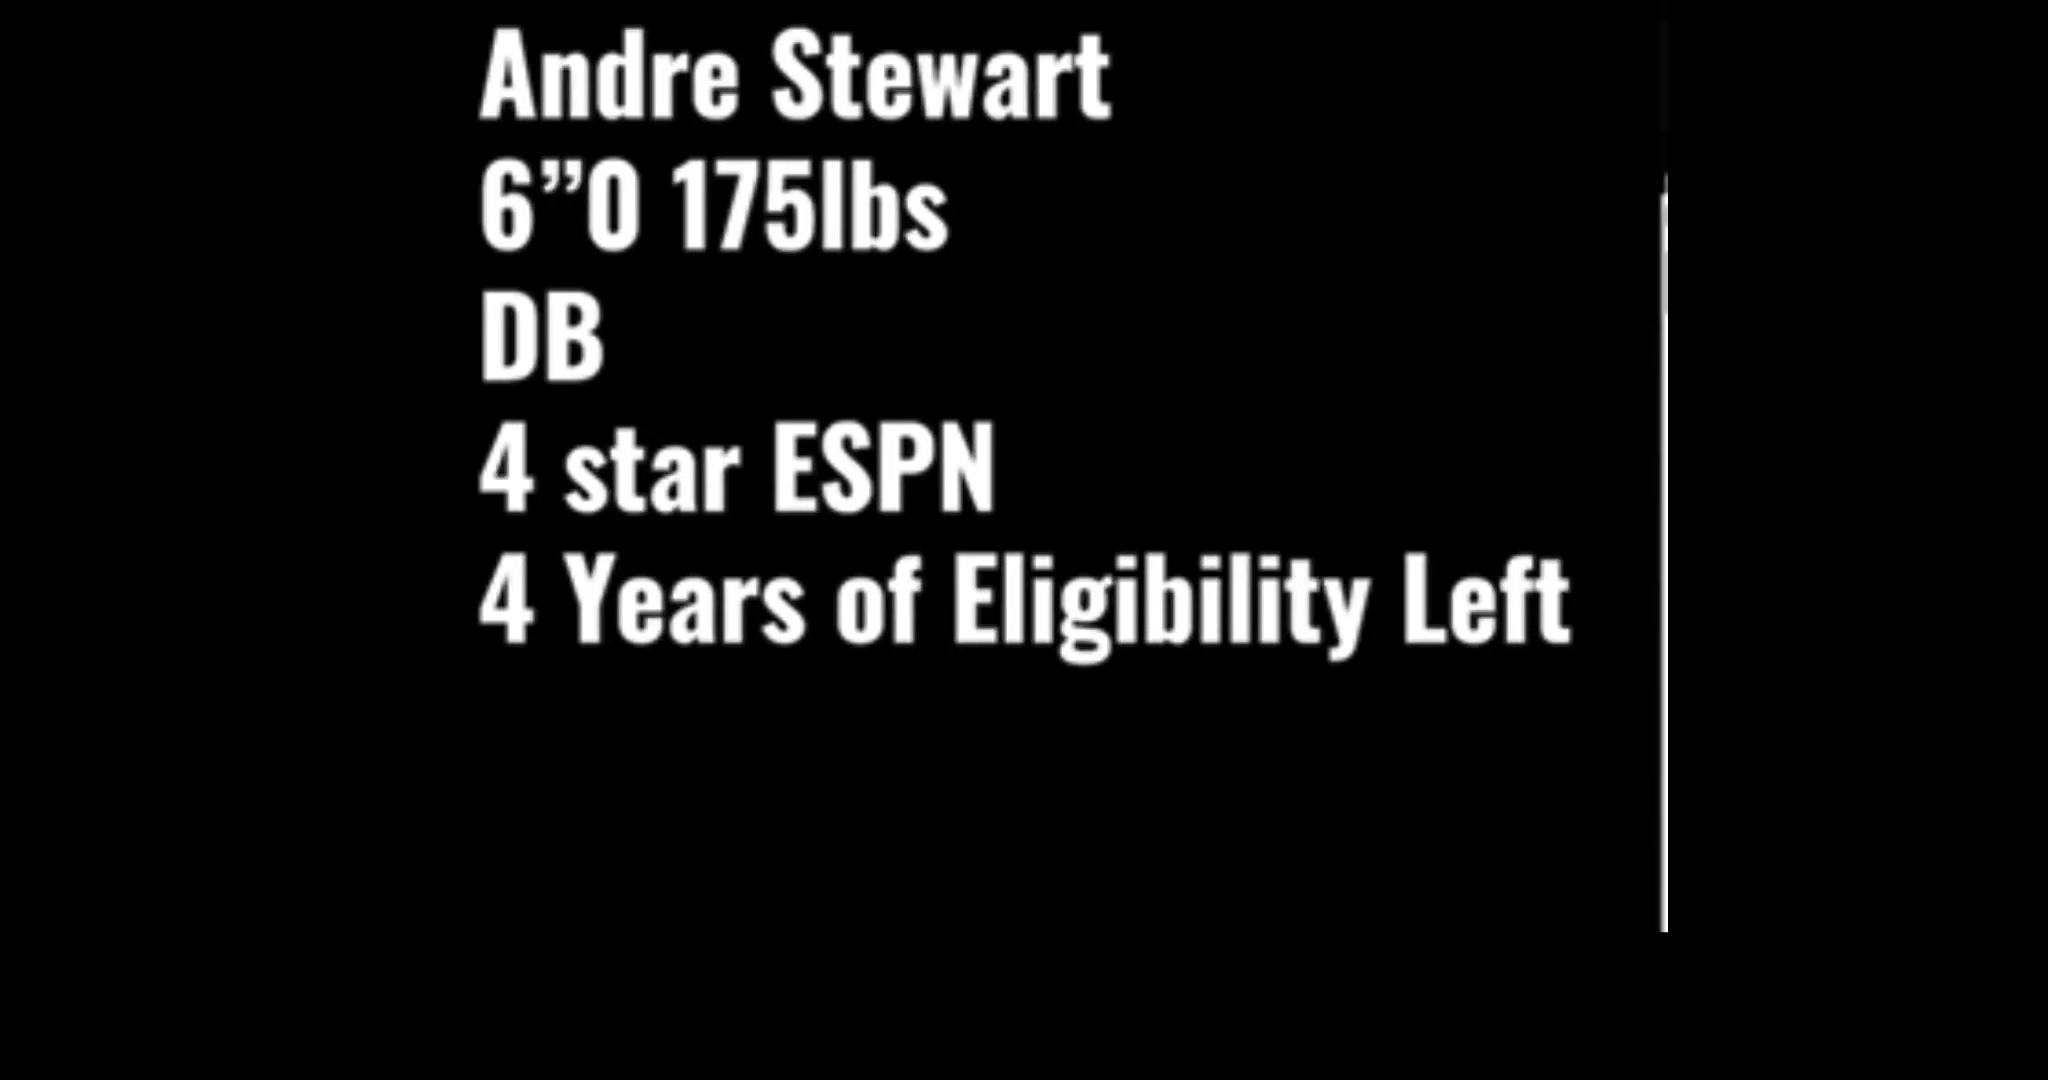 Andre Stewart
6”0 175lbs
DB
4 star ESPN
4 Years of Eligibility Left